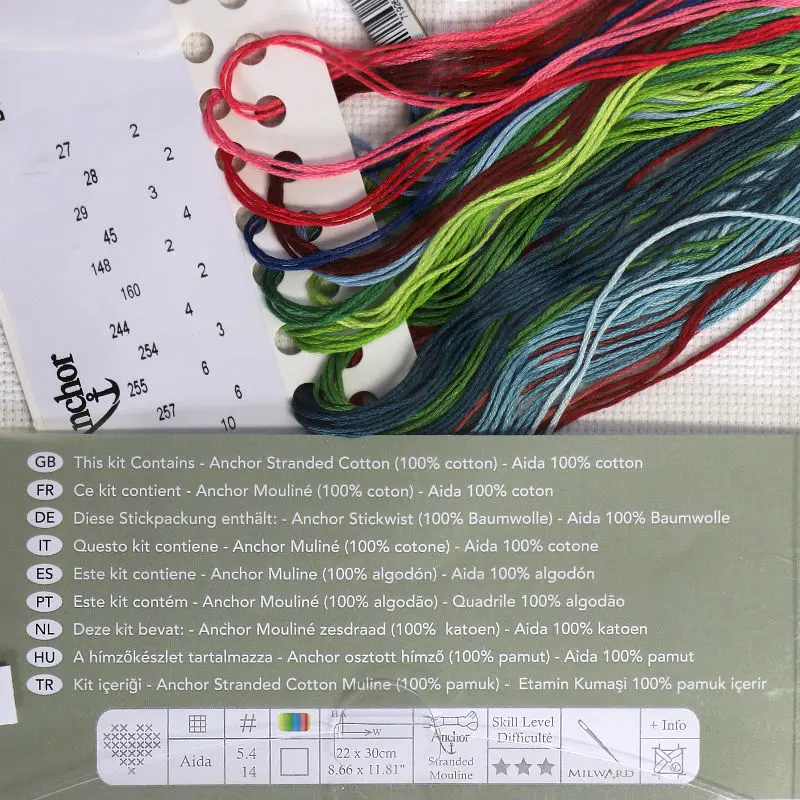 27 2
28 2
29 3
45 4
148 2
160 2
244 4
254 3
255 6
257 6
10
Anchor
GB This kit Contains - Anchor Stranded Cotton (100% cotton) - Aida 100% cotton
FR Ce kit contient - Anchor Mouliné (100% coton) - Aida 100% coton
DE Diese Stickpackung enthält: - Anchor Stickwist (100% Baumwolle) - Aida 100% Baumwolle
IT Questo kit contiene - Anchor Muliné (100% cotone) - Aida 100% cotone
ES Este kit contiene - Anchor Muline (100% algodón) - Aida 100% algodón
PT Este kit contém - Anchor Mouliné (100% algodão) - Quadrile 100% algodão
NL Deze kit bevat: - Anchor Mouliné zesdraad (100% katoen) - Aida 100% katoen
HU A hímzőkészlet tartalmazza - Anchor osztott hímző (100% pamut) - Aida 100% pamut
TR Kit içeriği - Anchor Stranded Cotton Muline (100% pamuk) - Etamin Kumaşi 100% pamuk içerir
# H W Anchor Skill Level Difficulté + Info
Aida 5.4 14 22 x 30cm 8.66 x 11.81" Stranded Mouline MILWARD